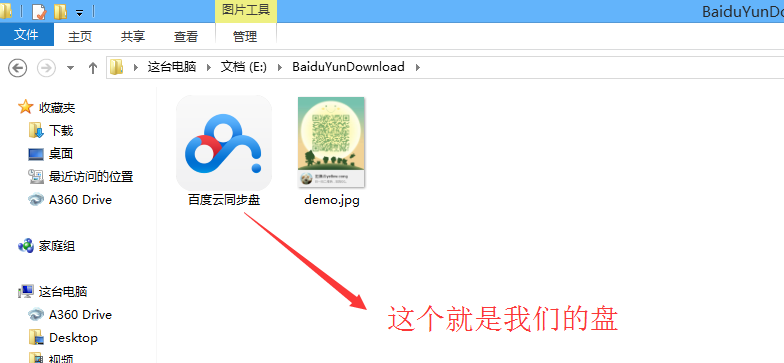 图片工具
BaiduYunDo
文件 主页 共享 查看 管理
这台电脑 文档 (E:) BaiduYunDownload
收藏夹
下载
桌面
最近访问的位置
A360 Drive
家庭组
这台电脑
A360 Drive
Desktop
视频
百度云同步盘
demo.jpg
这个就是我们的盘